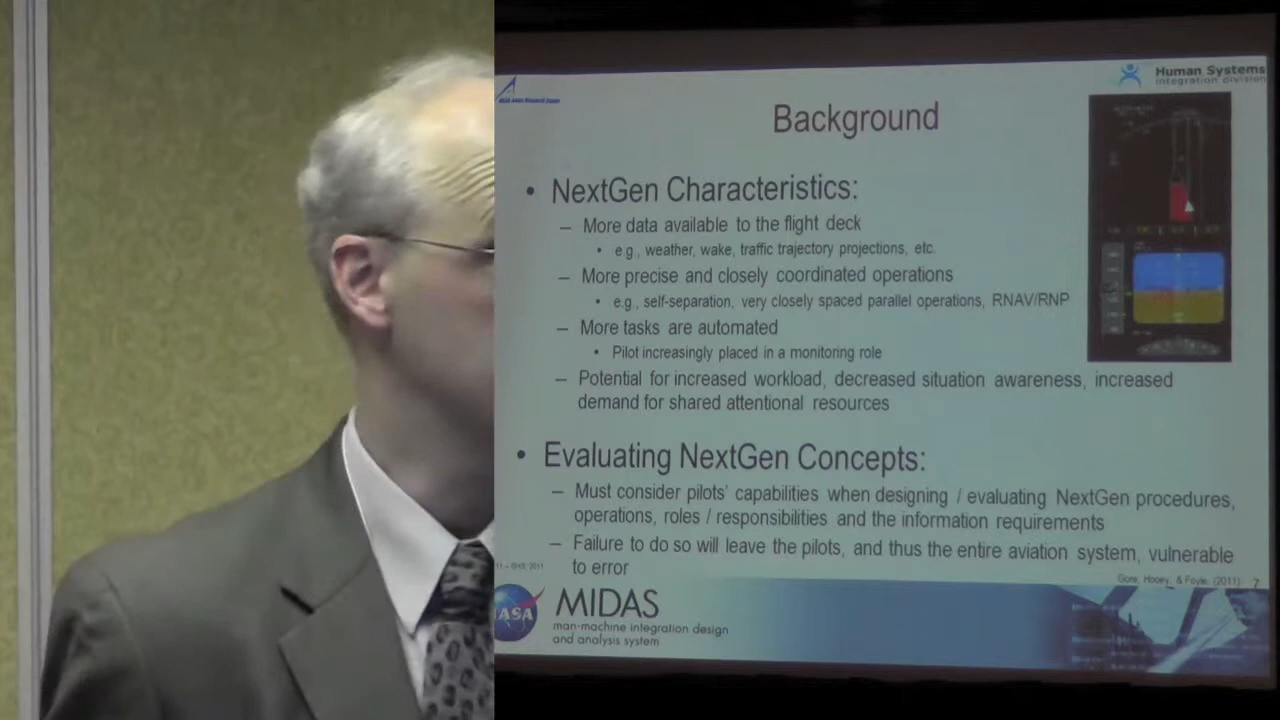 Human Systems
integration division
Background
• NextGen Characteristics:
– More data available to the flight deck
• e.g., weather, wake, traffic trajectory projections, etc.
– More precise and closely coordinated operations
• e.g., self-separation, very closely spaced parallel operations, RNAV/RNP
– More tasks are automated
• Pilot increasingly placed in a monitoring role
– Potential for increased workload, decreased situation awareness, increased
demand for shared attentional resources
• Evaluating NextGen Concepts:
– Must consider pilots' capabilities when designing / evaluating NextGen procedures,
operations, roles / responsibilities and the information requirements
– Failure to do so will leave the pilots, and thus the entire aviation system, vulnerable
to error
Gore, Hooey, & Foyle, (2011) 7
NASA
MIDAS
man-machine integration design
and analysis system